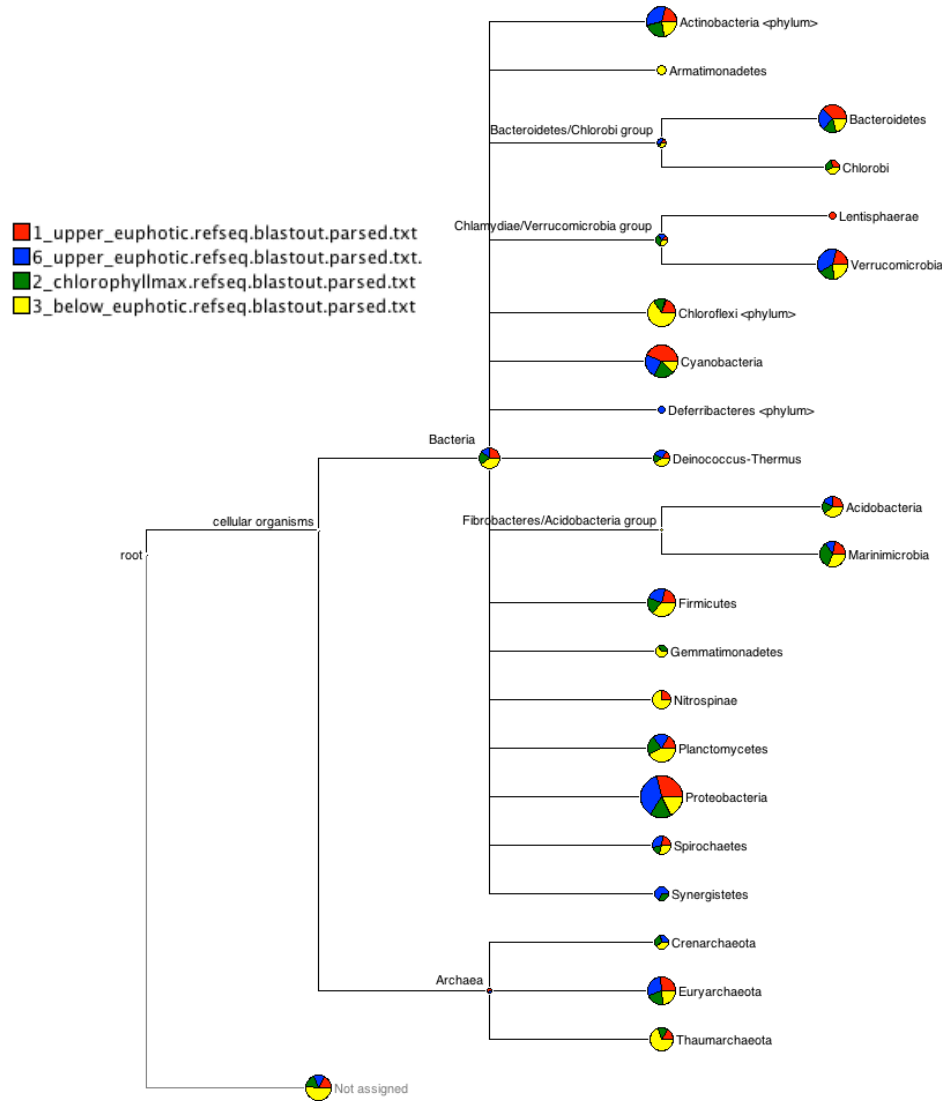 Actinobacteria <phylum>
Armatimonadetes
Bacteroidetes/Chlorobi group
Bacteroidetes
Chlorobi
Chlamydiae/Verrucomicrobia group
Lentisphaerae
Verrucomicrobia
1_upper_euphotic.refseq.blastout.parsed.txt
6_upper_euphotic.refseq.blastout.parsed.txt.
2_chlorophyllmax.refseq.blastout.parsed.txt
3_below_euphotic.refseq.blastout.parsed.txt
Chloroflexi <phylum>
Cyanobacteria
Deferribacteres <phylum>
Bacteria
Deinococcus-Thermus
cellular organisms
Fibrobacteres/Acidobacteria group
Acidobacteria
root
Marinimicrobia
Firmicutes
Gemmatimonadetes
Nitrospinae
Planctomycetes
Proteobacteria
Spirochaetes
Synergistetes
Crenarchaeota
Archaea
Euryarchaeota
Thaumarchaeota
Not assigned